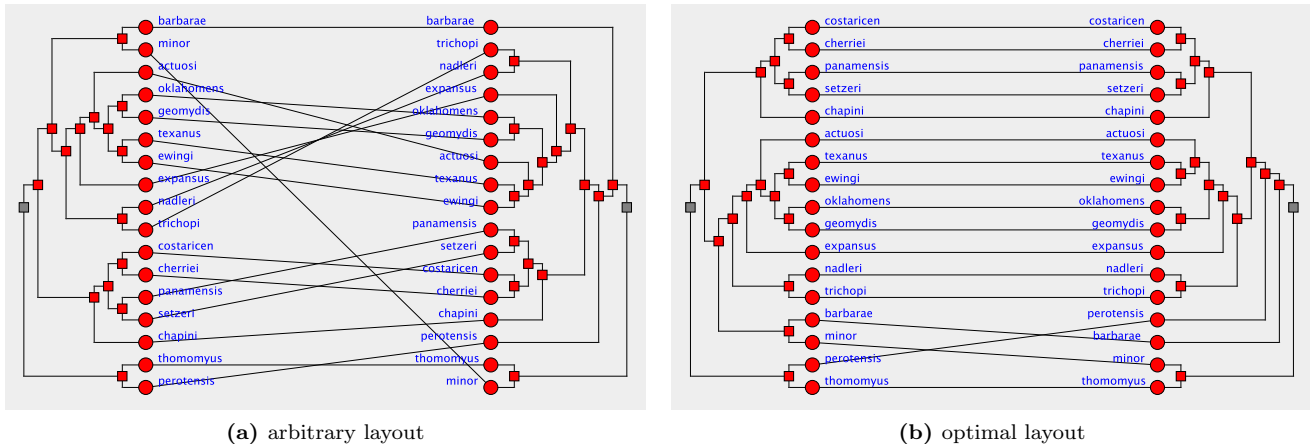 barbarae
minor
actuosi
oklahomens
geomydis
texanus
ewingi
expansus
nadleri
trichopi
costaricen
cherriei
panamensis
setzeri
chapini
thomomyus
perotensis
barbarae
trichopi
nadleri
expansus
oklahomens
geomydis
actuosi
texanus
ewingi
panamensis
setzeri
costaricen
cherriei
chapini
perotensis
thomomyus
minor
(a) arbitrary layout
costaricen
cherriei
panamensis
setzeri
chapini
actuosi
texanus
ewingi
oklahomens
geomydis
expansus
nadleri
trichopi
barbarae
minor
perotensis
thomomyus
costaricen
cherriei
panamensis
setzeri
chapini
actuosi
texanus
ewingi
oklahomens
geomydis
expansus
nadleri
trichopi
perotensis
barbarae
minor
thomomyus
(b) optimal layout